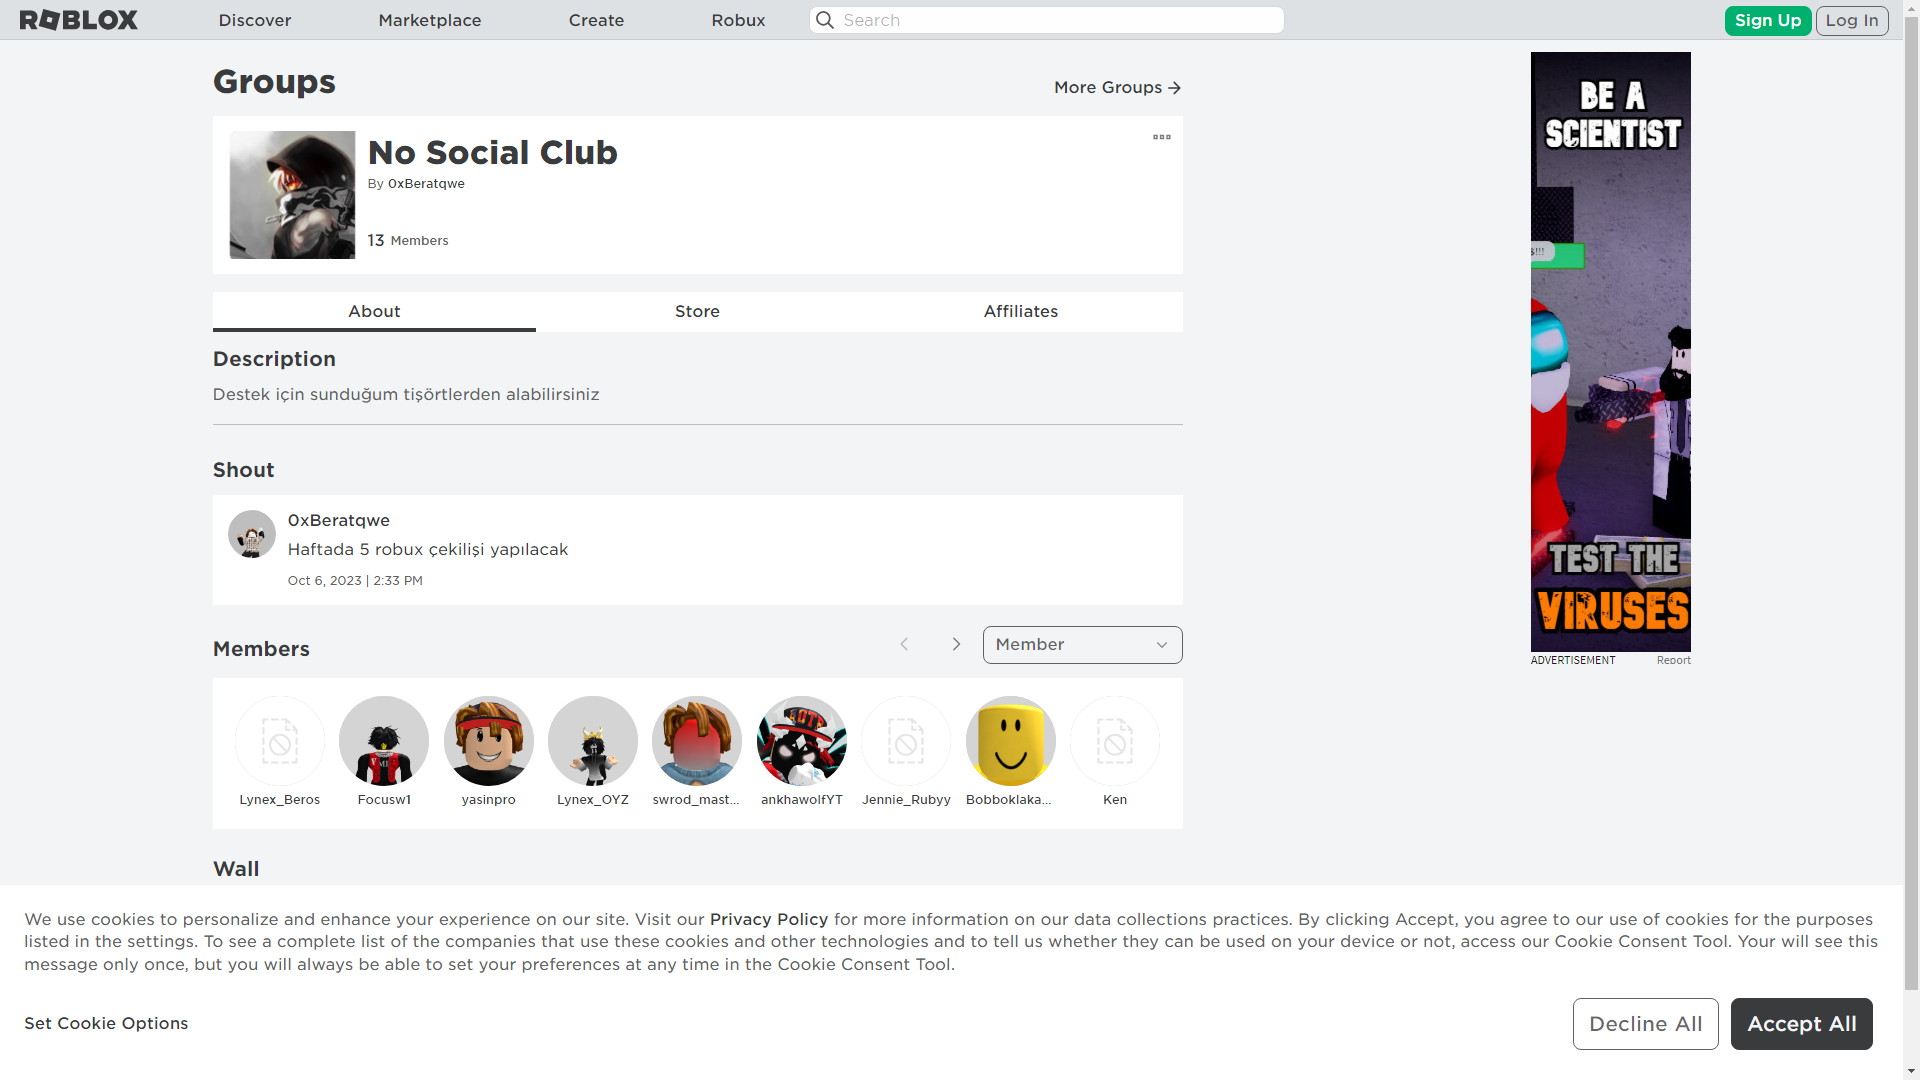 ROBLOX
Discover
Marketplace
Create
Robux
Search
Sign Up
Log In
Groups
More Groups
No Social Club
By 0xBeratqwe
13 Members
About
Store
Affiliates
Description
Destek için sunduğum tişörtlerden alabilirsiniz
Shout
0xBeratqwe
Haftada 5 robux çekilişi yapılacak
Oct 6, 2023 | 2:33 PM
Members
Member
Lynex_Beros
Focusw1
yasinpro
Lynex_OYZ
swrod_mast...
ankhawolfYT
Jennie_Rubyy
Bobboklaka...
Ken
Wall
BE A
SCIENTIST
TEST THE
VIRUSES
ADVERTISEMENT
Report
We use cookies to personalize and enhance your experience on our site. Visit our Privacy Policy for more information on our data collections practices. By clicking Accept, you agree to our use of cookies for the purposes
listed in the settings. To see a complete list of the companies that use these cookies and other technologies and to tell us whether they can be used on your device or not, access our Cookie Consent Tool. Your will see this
message only once, but you will always be able to set your preferences at any time in the Cookie Consent Tool.
Set Cookie Options
Decline All
Accept All